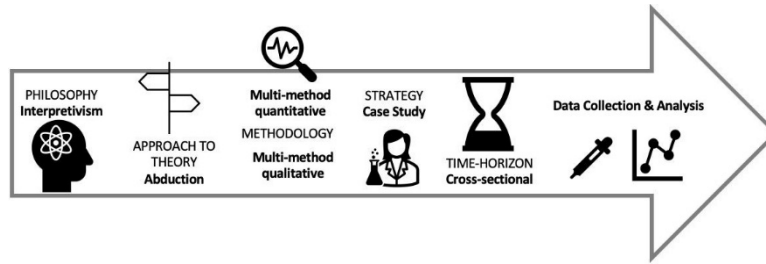 PHILOSOPHY
Interpretivism
APPROACH TO
THEORY
Abduction
Multi-method
quantitative
METHODOLOGY
Multi-method
qualitative
STRATEGY
Case Study
TIME-HORIZON
Cross-sectional
Data Collection & Analysis